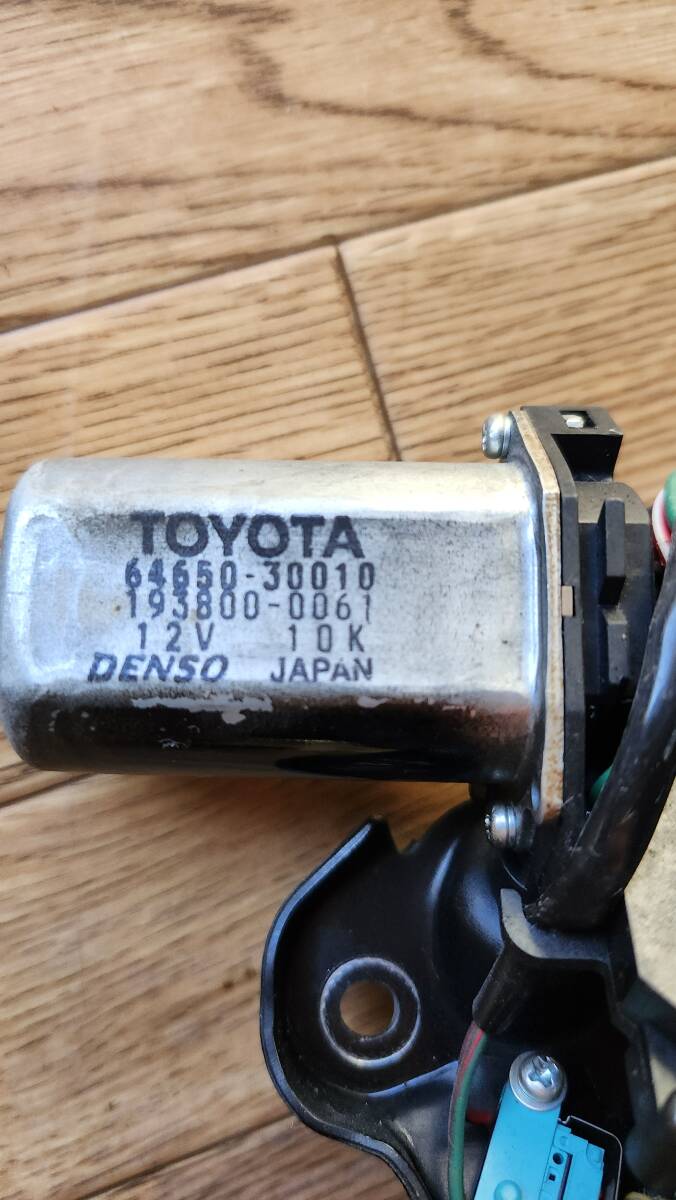 TOYOTA
64650-30010
193800-0061
12V 10K
DENSO JAPAN